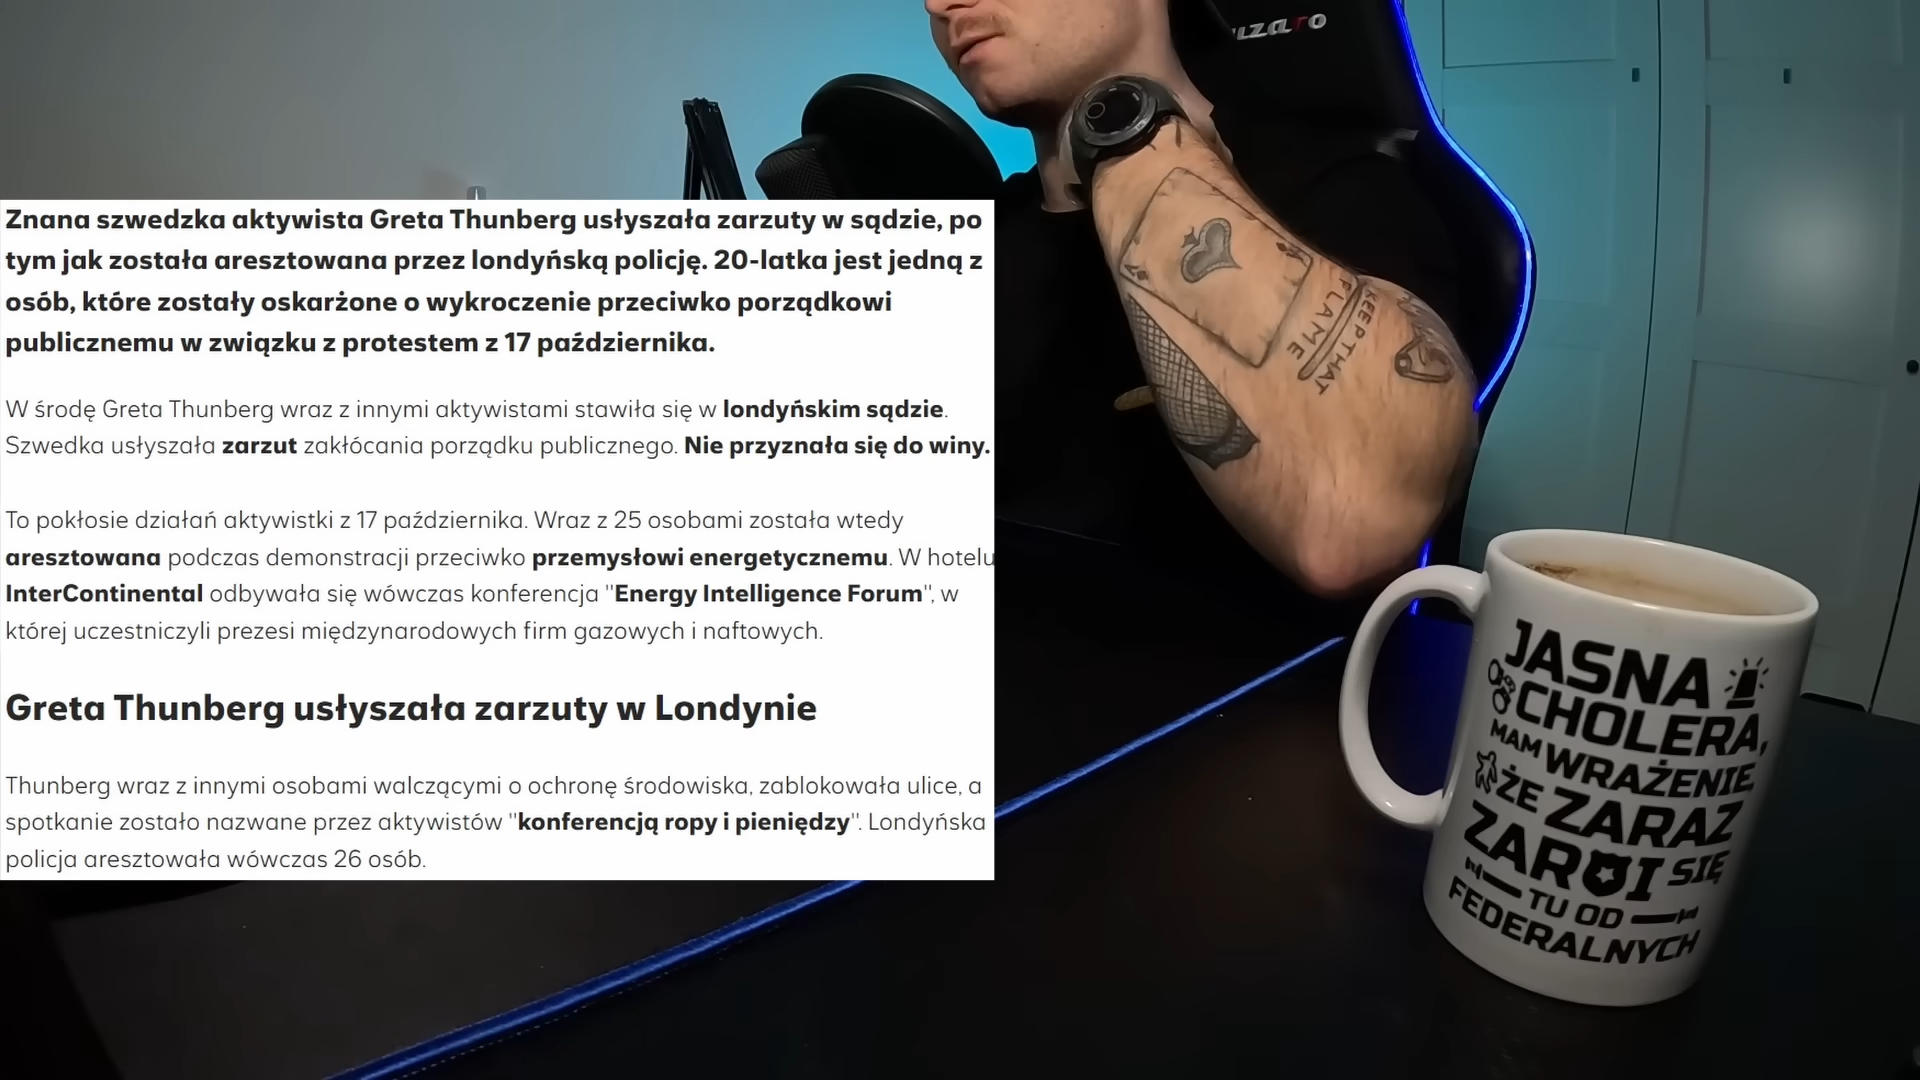 Znana szwedzka aktywista Greta Thunberg usłyszała zarzuty w sądzie, po
tym jak została aresztowana przez londyńską policję. 20-latka jest jedną z
osób, które zostały oskarżone o wykroczenie przeciwko porządkowi
publicznemu w związku z protestem z 17 października.
W środę Greta Thunberg wraz z innymi aktywistami stawiła się w londyńskim sądzie.
Szwedka usłyszała zarzut zakłócania porządku publicznego. Nie przyznała się do winy.
To pokłosie działań aktywistki z 17 października. Wraz z 25 osobami została wtedy
aresztowana podczas demonstracji przeciwko przemysłowi energetycznemu. W hotelu
InterContinental odbywała się wówczas konferencja "Energy Intelligence Forum", w
której uczestniczyli prezesi międzynarodowych firm gazowych i naftowych.
Greta Thunberg usłyszała zarzuty w Londynie
Thunberg wraz z innymi osobami walczącymi o ochronę środowiska, zablokowała ulice, a
spotkanie zostało nazwane przez aktywistów "konferencją ropy i pieniędzy". Londyńska
policja aresztowała wówczas 26 osób.
KEEP THAT
FLAME
JASNA
CHOLERA,
MAM WRAŻENIE,
ŻE ZARAZ
ZAROI SIĘ
TU OD
FEDERALNYCH